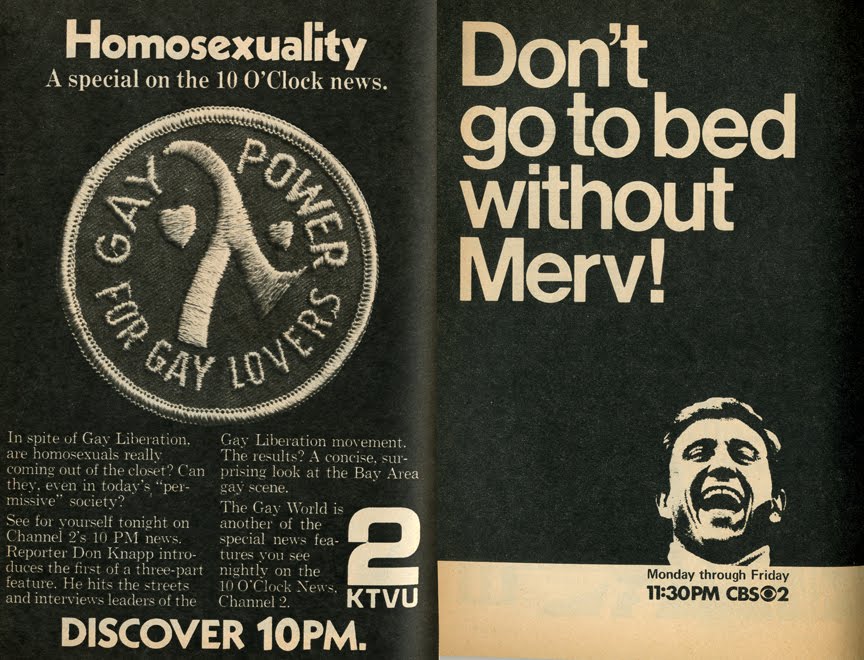 Homosexuality
A special on the 10 O'Clock news.
GAY POWER
FOR GAY LOVERS
In spite of Gay Liberation,
are homosexuals really
coming out of the closet? Can
they, even in today's "per-
missive" society?
See for yourself tonight on
Channel 2's 10 PM news.
Reporter Don Knapp intro-
duces the first of a three-part
feature. He hits the streets
and interviews leaders of the
Gay Liberation movement.
The results? A concise, sur-
prising look at the Bay Area
gay scene.
The Gay World is
another of the
special news fea-
tures you see
nightly on the
10 O'Clock News,
Channel 2.
2
KTVU
DISCOVER 10PM.
Don't
go to bed
without
Merv!
Monday through Friday
11:30PM CBS 2